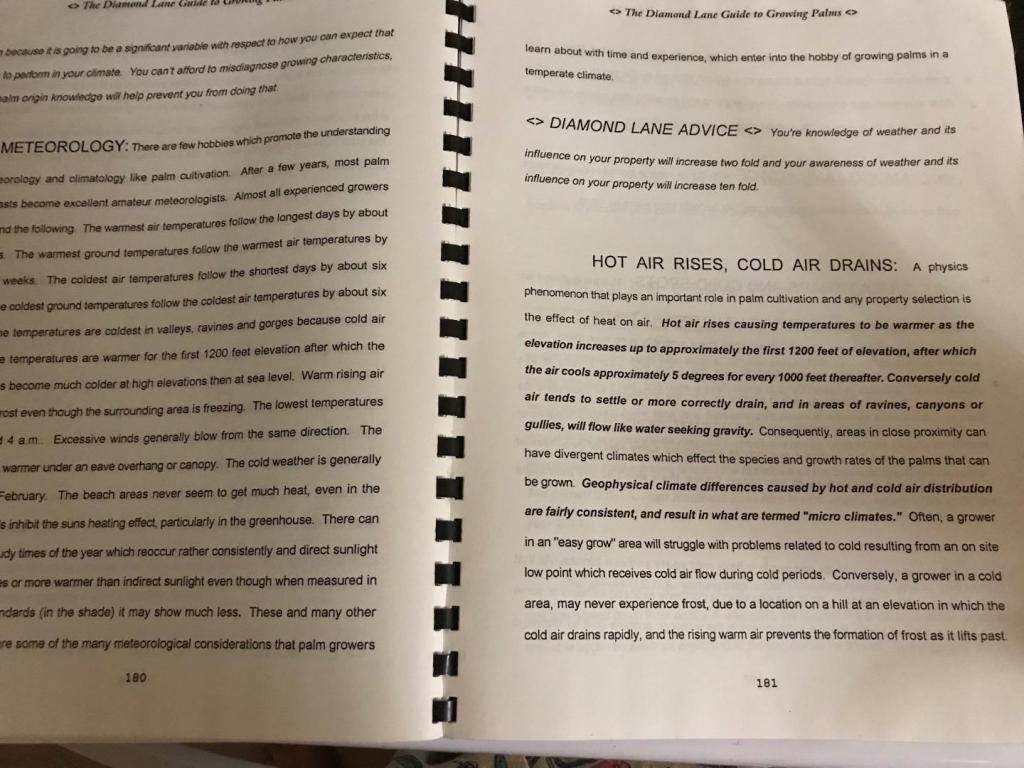 <> The Diamond Lane Guide to Growing
because it is going to be a significant variable with respect to how you can expect that
to perform in your climate. You can't afford to misdiagnose growing characteristics,
alm origin knowledge will help prevent you from doing that.
METEOROLOGY: There are few hobbies which promote the understanding
eorology and climatology like palm cultivation. After a few years, most palm
asts become excellent amateur meteorologists. Almost all experienced growers
nd the following. The warmest air temperatures follow the longest days by about
s. The warmest ground temperatures follow the warmest air temperatures by
weeks. The coldest air temperatures follow the shortest days by about six
e coldest ground temperatures follow the coldest air temperatures by about six
e temperatures are coldest in valleys, ravines and gorges because cold air
e temperatures are warmer for the first 1200 feet elevation after which the
s become much colder at high elevations then at sea level. Warm rising air
rost even though the surrounding area is freezing. The lowest temperatures
4 a.m.. Excessive winds generally blow from the same direction. The
warmer under an eave overhang or canopy. The cold weather is generally
February. The beach areas never seem to get much heat, even in the
s inhibit the suns heating effect, particularly in the greenhouse. There can
udy times of the year which reoccur rather consistently and direct sunlight
es or more warmer than indirect sunlight even though when measured in
ndards (in the shade) it may show much less. These and many other
re some of the many meteorological considerations that palm growers
180
<> The Diamond Lane Guide to Growing Palms <>
learn about with time and experience, which enter into the hobby of growing palms in a
temperate climate.
<> DIAMOND LANE ADVICE <> You're knowledge of weather and its
influence on your property will increase two fold and your awareness of weather and its
influence on your property will increase ten fold.
HOT AIR RISES, COLD AIR DRAINS: A physics
phenomenon that plays an important role in palm cultivation and any property selection is
the effect of heat on air. Hot air rises causing temperatures to be warmer as the
elevation increases up to approximately the first 1200 feet of elevation, after which
the air cools approximately 5 degrees for every 1000 feet thereafter. Conversely cold
air tends to settle or more correctly drain, and in areas of ravines, canyons or
gullies, will flow like water seeking gravity. Consequently, areas in close proximity can
have divergent climates which effect the species and growth rates of the palms that can
be grown. Geophysical climate differences caused by hot and cold air distribution
are fairly consistent, and result in what are termed "micro climates." Often, a grower
in an "easy grow" area will struggle with problems related to cold resulting from an on site
low point which receives cold air flow during cold periods. Conversely, a grower in a cold
area, may never experience frost, due to a location on a hill at an elevation in which the
cold air drains rapidly, and the rising warm air prevents the formation of frost as it lifts past.
181